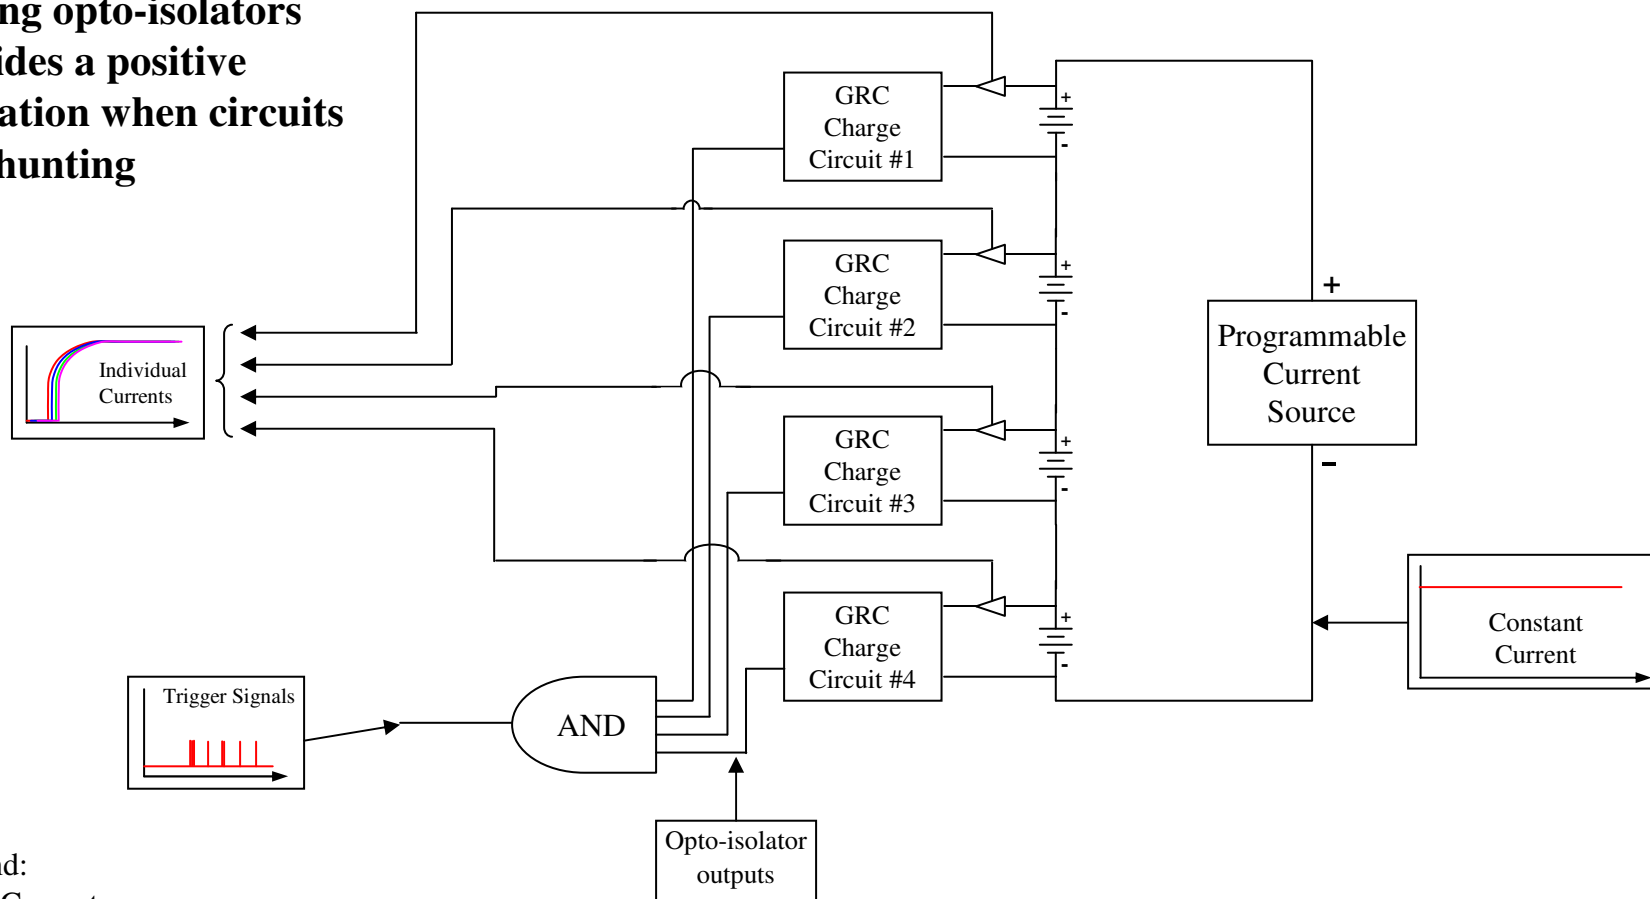 ng opto-isolators
ides a positive
ation when circuits
hunting
GRC
Charge
Circuit #1
+
-
GRC
Charge
Circuit #2
+
-
+
Programmable
Current
Source
-
Individual
Currents
GRC
Charge
Circuit #3
+
-
GRC
Charge
Circuit #4
+
-
Constant
Current
Trigger Signals
AND
Opto-isolator
outputs
nd: